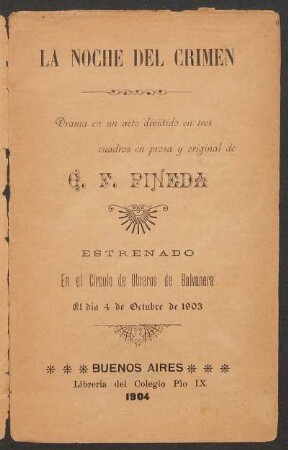 LA NOCHE DEL CRIMEN
Drama en un acto dividido en tres
cuadros en prosa y original de
G. F. PIÑEDA
ESTRENADO
En el Círculo de Obreros de Balvanera
El día 4 de Octubre de 1903
BUENOS AIRES
Librería del Colegio Pío IX
1904